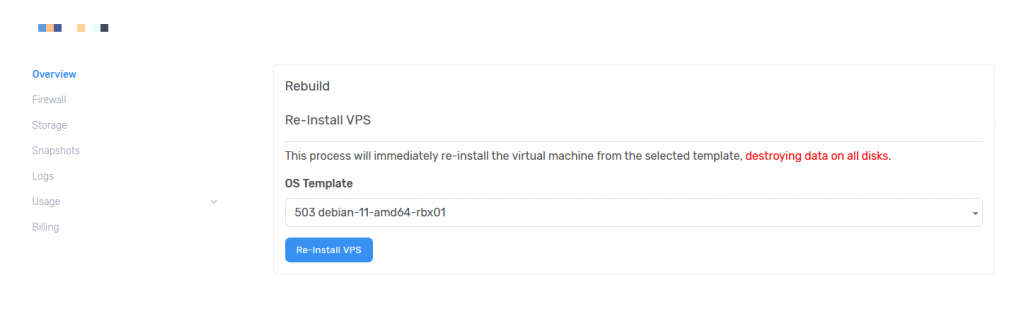 Overview
Firewall
Storage
Snapshots
Logs
Usage
Billing
Rebuild
Re-Install VPS
This process will immediately re-install the virtual machine from the selected template, destroying data on all disks.
OS Template
503 debian-11-amd64-rbx01
Re-Install VPS